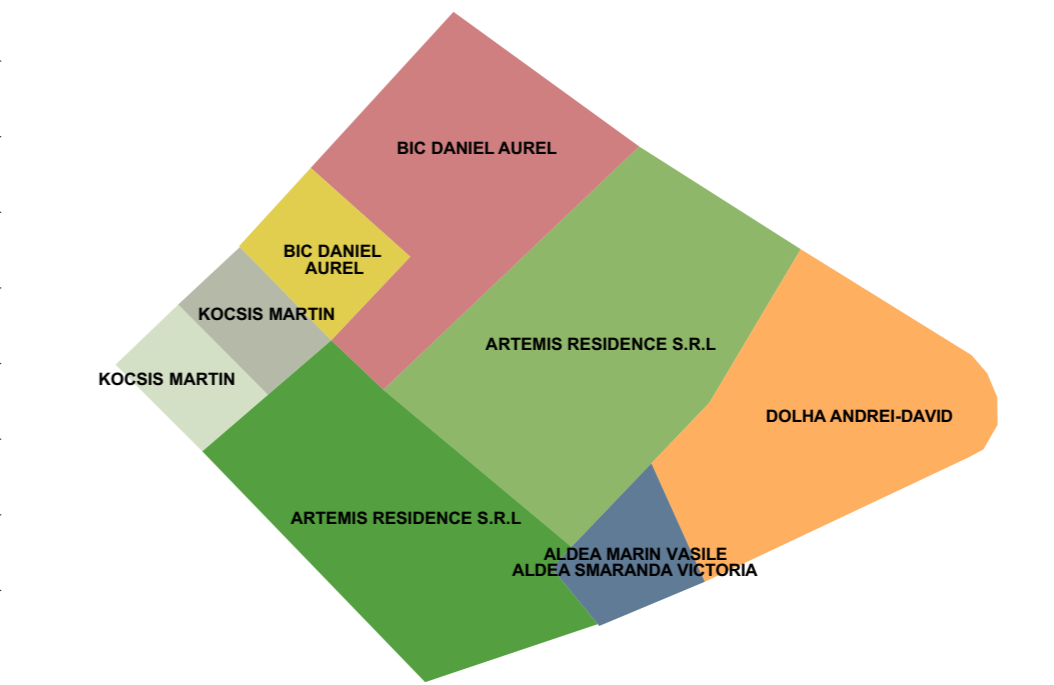 BIC DANIEL AUREL
BIC DANIEL
AUREL
KOCSIS MARTIN
ARTEMIS RESIDENCE S.R.L
KOCSIS MARTIN
DOLHA ANDREI-DAVID
ARTEMIS RESIDENCE S.R.L
ALDEA MARIN VASILE
ALDEA SMARANDA VICTORIA